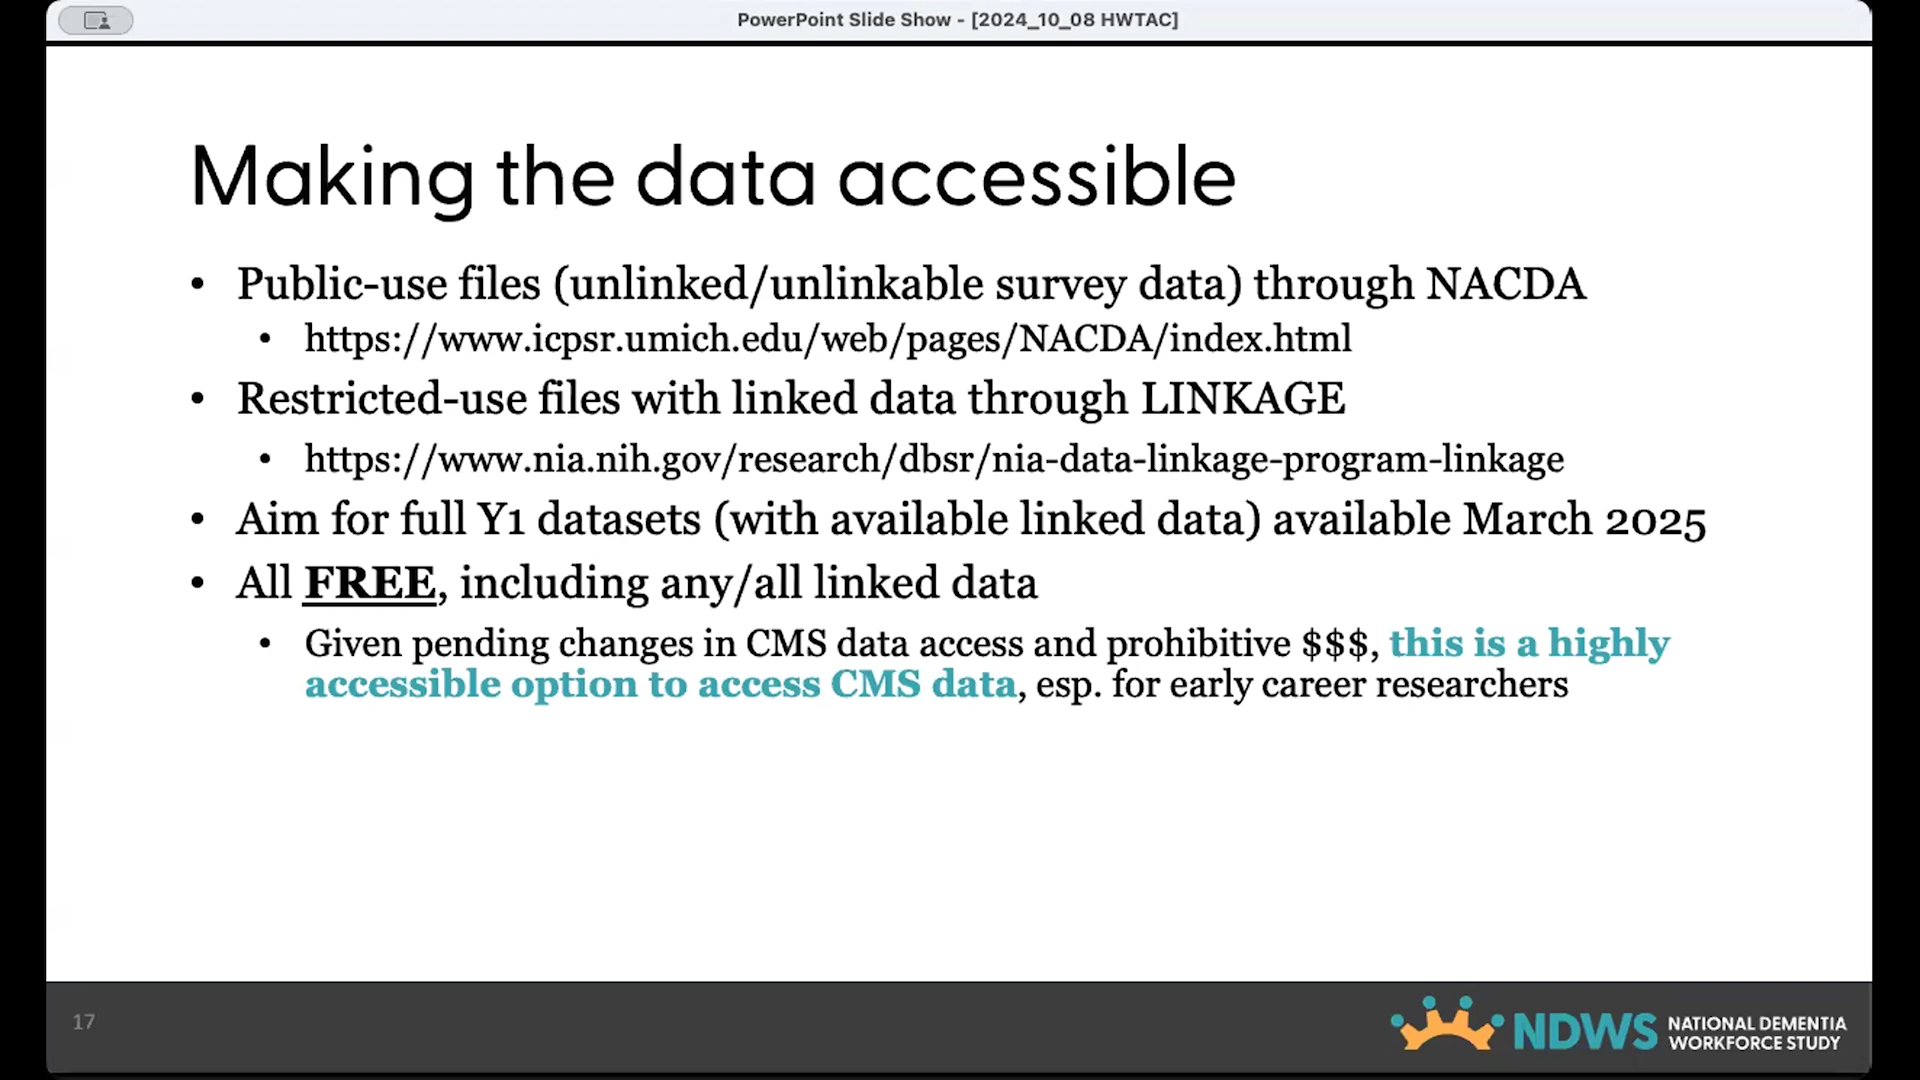 PowerPoint Slide Show - [2024_10_08 HWTAC]
Making the data accessible
• Public-use files (unlinked/unlinkable survey data) through NACDA
• https://www.icpsr.umich.edu/web/pages/NACDA/index.html
• Restricted-use files with linked data through LINKAGE
• https://www.nia.nih.gov/research/dbsr/nia-data-linkage-program-linkage
• Aim for full Y1 datasets (with available linked data) available March 2025
• All FREE, including any/all linked data
• Given pending changes in CMS data access and prohibitive $$$, this is a highly
accessible option to access CMS data, esp. for early career researchers
17
NDWS NATIONAL DEMENTIA
WORKFORCE STUDY